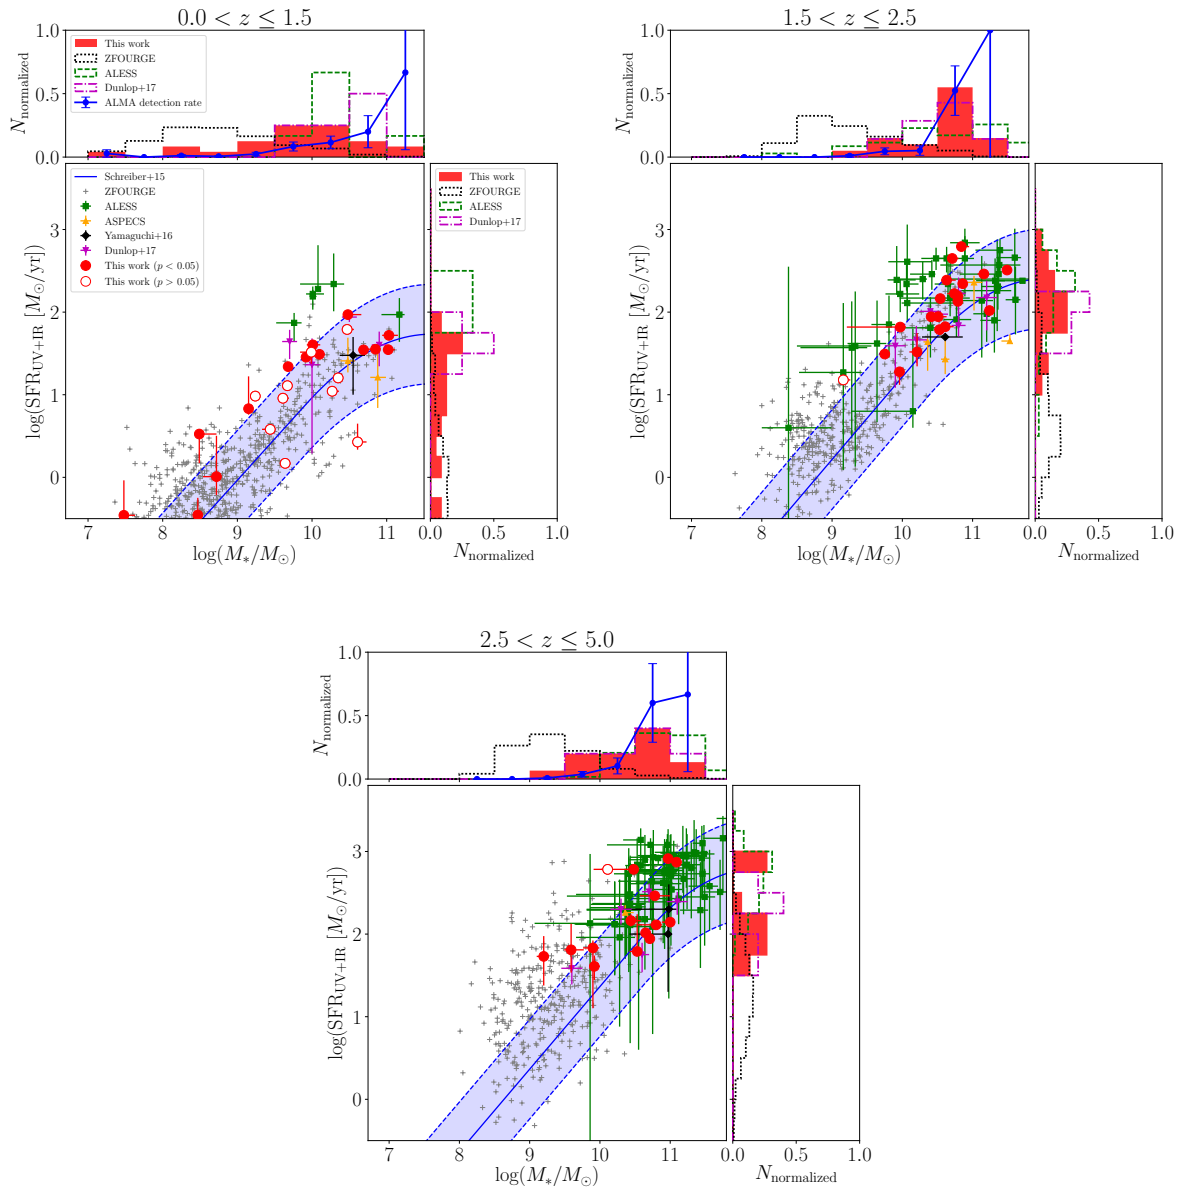 0.0 < z ≤ 1.5
1.0
0.5
0.0
N_normalized
This work
ZFOURGE
ALESS
Dunlop+17
ALMA detection rate
Schreiber+15
ZFOURGE
ALESS
ASPECS
Yamaguchi+16
Dunlop+17
This work (p < 0.05)
This work (p > 0.05)
This work
ZFOURGE
ALESS
Dunlop+17
3
2
1
0
log(SFR_UV+IR [M_⊙/yr])
7 8 9 10 11
log(M_*/M_⊙)
0.0 0.5 1.0
N_normalized
1.5 < z ≤ 2.5
1.0
0.5
0.0
N_normalized
This work
ZFOURGE
ALESS
Dunlop+17
3
2
1
0
log(SFR_UV+IR [M_⊙/yr])
7 8 9 10 11
log(M_*/M_⊙)
0.0 0.5 1.0
N_normalized
2.5 < z ≤ 5.0
1.0
0.5
0.0
N_normalized
3
2
1
0
log(SFR_UV+IR [M_⊙/yr])
7 8 9 10 11
log(M_*/M_⊙)
0.0 0.5 1.0
N_normalized